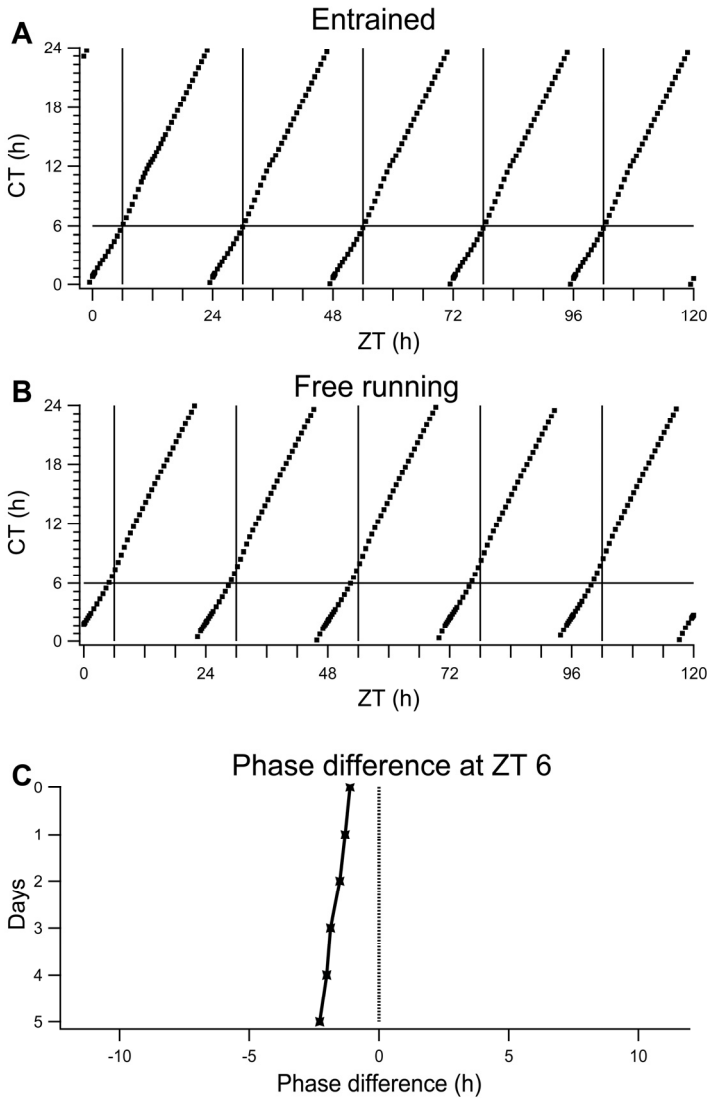 A
Entrained
24
18
12
6
0
CT (h)
0 24 48 72 96 120
ZT (h)
B
Free running
24
18
12
6
0
CT (h)
0 24 48 72 96 120
ZT (h)
C
Phase difference at ZT 6
0
1
2
3
4
5
Days
-10 -5 0 5 10
Phase difference (h)